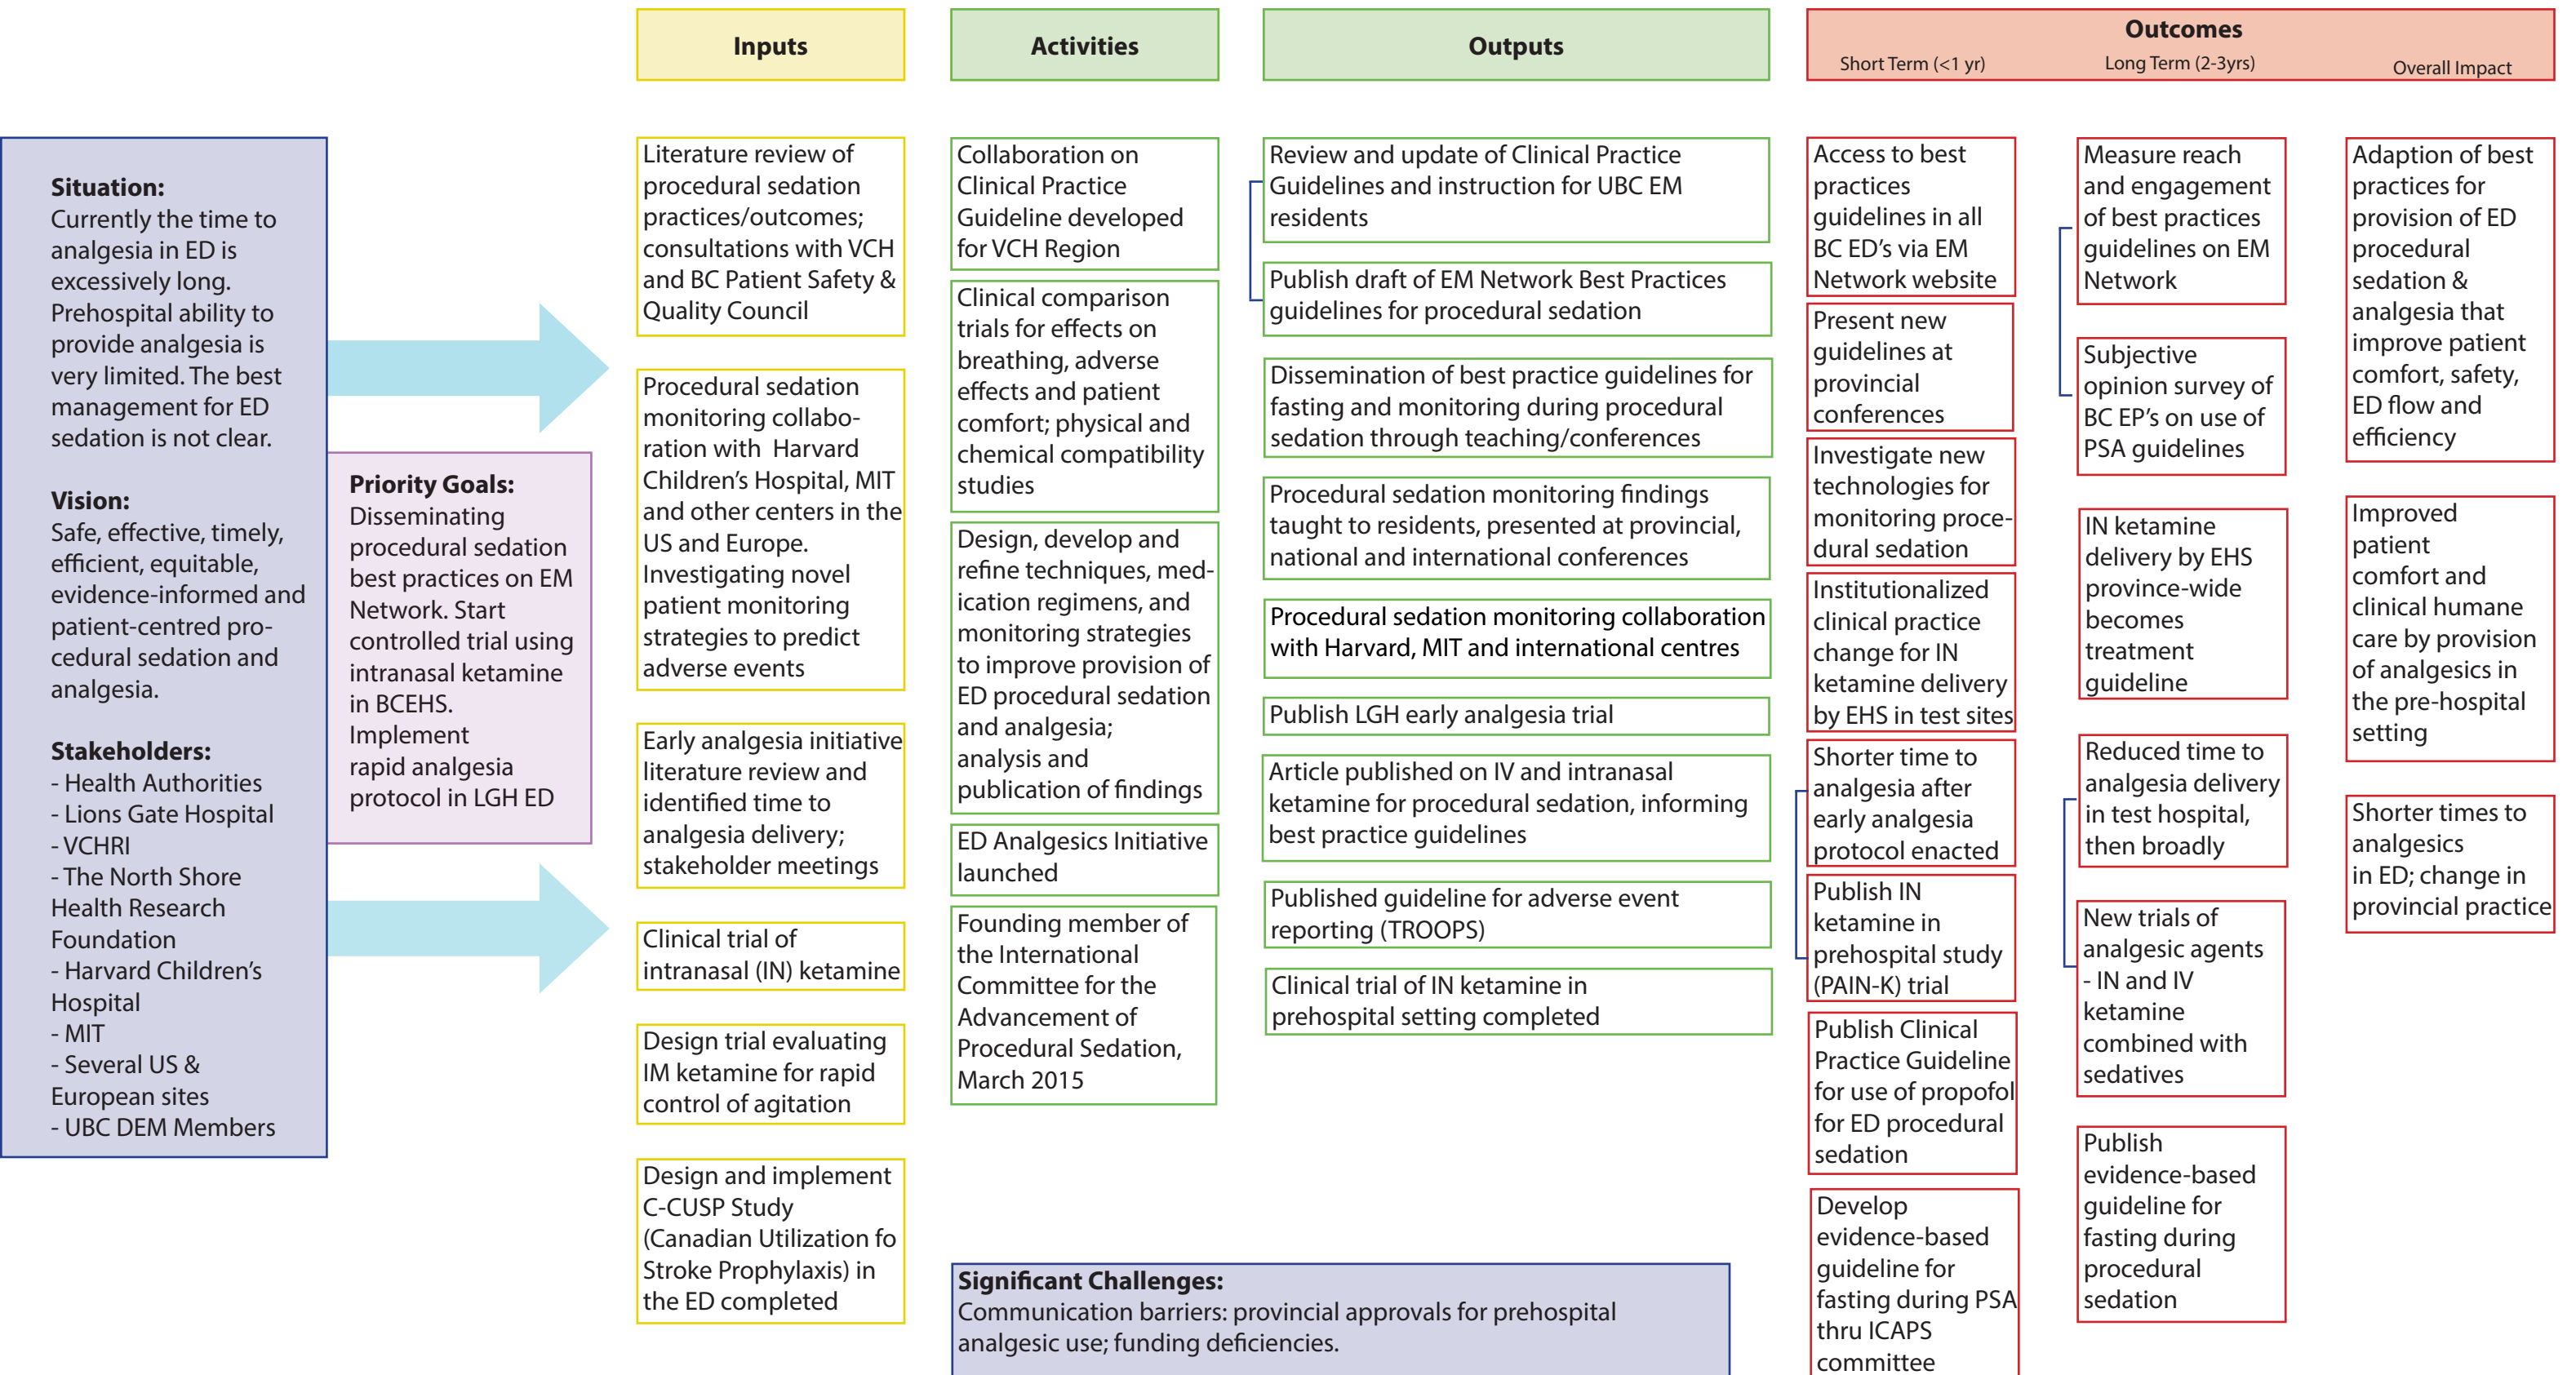 Inputs
Activities
Outputs
Outcomes
Short Term (<1 yr)
Long Term (2-3yrs)
Overall Impact
Situation:
Currently the time to
analgesia in ED is
excessively long.
Prehospital ability to
provide analgesia is
very limited. The best
management for ED
sedation is not clear.
Vision:
Safe, effective, timely,
efficient, equitable,
evidence-informed and
patient-centred pro-
cedural sedation and
analgesia.
Stakeholders:
- Health Authorities
- Lions Gate Hospital
- VCHRI
- The North Shore
Health Research
Foundation
- Harvard Children's
Hospital
- MIT
- Several US &
European sites
- UBC DEM Members
Priority Goals:
Disseminating
procedural sedation
best practices on EM
Network. Start
controlled trial using
intranasal ketamine
in BCEHS.
Implement
rapid analgesia
protocol in LGH ED
Literature review of
procedural sedation
practices/outcomes;
consultations with VCH
and BC Patient Safety &
Quality Council
Procedural sedation
monitoring collabo-
ration with Harvard
Children's Hospital, MIT
and other centers in the
US and Europe.
Investigating novel
patient monitoring
strategies to predict
adverse events
Early analgesia initiative
literature review and
identified time to
analgesia delivery;
stakeholder meetings
Clinical trial of
intranasal (IN) ketamine
Design trial evaluating
IM ketamine for rapid
control of agitation
Design and implement
C-CUSP Study
(Canadian Utilization fo
Stroke Prophylaxis) in
the ED completed
Collaboration on
Clinical Practice
Guideline developed
for VCH Region
Clinical comparison
trials for effects on
breathing, adverse
effects and patient
comfort; physical and
chemical compatibility
studies
Design, develop and
refine techniques, med-
ication regimens, and
monitoring strategies
to improve provision of
ED procedural sedation
and analgesia;
analysis and
publication of findings
ED Analgesics Initiative
launched
Founding member of
the International
Committee for the
Advancement of
Procedural Sedation,
March 2015
Review and update of Clinical Practice
Guidelines and instruction for UBC EM
residents
Publish draft of EM Network Best Practices
guidelines for procedural sedation
Dissemination of best practice guidelines for
fasting and monitoring during procedural
sedation through teaching/conferences
Procedural sedation monitoring findings
taught to residents, presented at provincial,
national and international conferences
Procedural sedation monitoring collaboration
with Harvard, MIT and international centres
Publish LGH early analgesia trial
Article published on IV and intranasal
ketamine for procedural sedation, informing
best practice guidelines
Published guideline for adverse event
reporting (TROOPS)
Clinical trial of IN ketamine in
prehospital setting completed
Significant Challenges:
Communication barriers: provincial approvals for prehospital
analgesic use; funding deficiencies.
Access to best
practices
guidelines in all
BC ED's via EM
Network website
Present new
guidelines at
provincial
conferences
Investigate new
technologies for
monitoring proce-
dural sedation
Institutionalized
clinical practice
change for IN
ketamine delivery
by EHS in test sites
Shorter time to
analgesia after
early analgesia
protocol enacted
Publish IN
ketamine in
prehospital study
(PAIN-K) trial
Publish Clinical
Practice Guideline
for use of propofol
for ED procedural
sedation
Develop
evidence-based
guideline for
fasting during PSA
thru ICAPS
committee
Measure reach
and engagement
of best practices
guidelines on EM
Network
Subjective
opinion survey of
BC EP's on use of
PSA guidelines
IN ketamine
delivery by EHS
province-wide
becomes
treatment
guideline
Reduced time to
analgesia delivery
in test hospital,
then broadly
New trials of
analgesic agents
- IN and IV
ketamine
combined with
sedatives
Publish
evidence-based
guideline for
fasting during
procedural
sedation
Adaption of best
practices for
provision of ED
procedural
sedation &
analgesia that
improve patient
comfort, safety,
ED flow and
efficiency
Improved
patient
comfort and
clinical humane
care by provision
of analgesics in
the pre-hospital
setting
Shorter times to
analgesics
in ED; change in
provincial practice